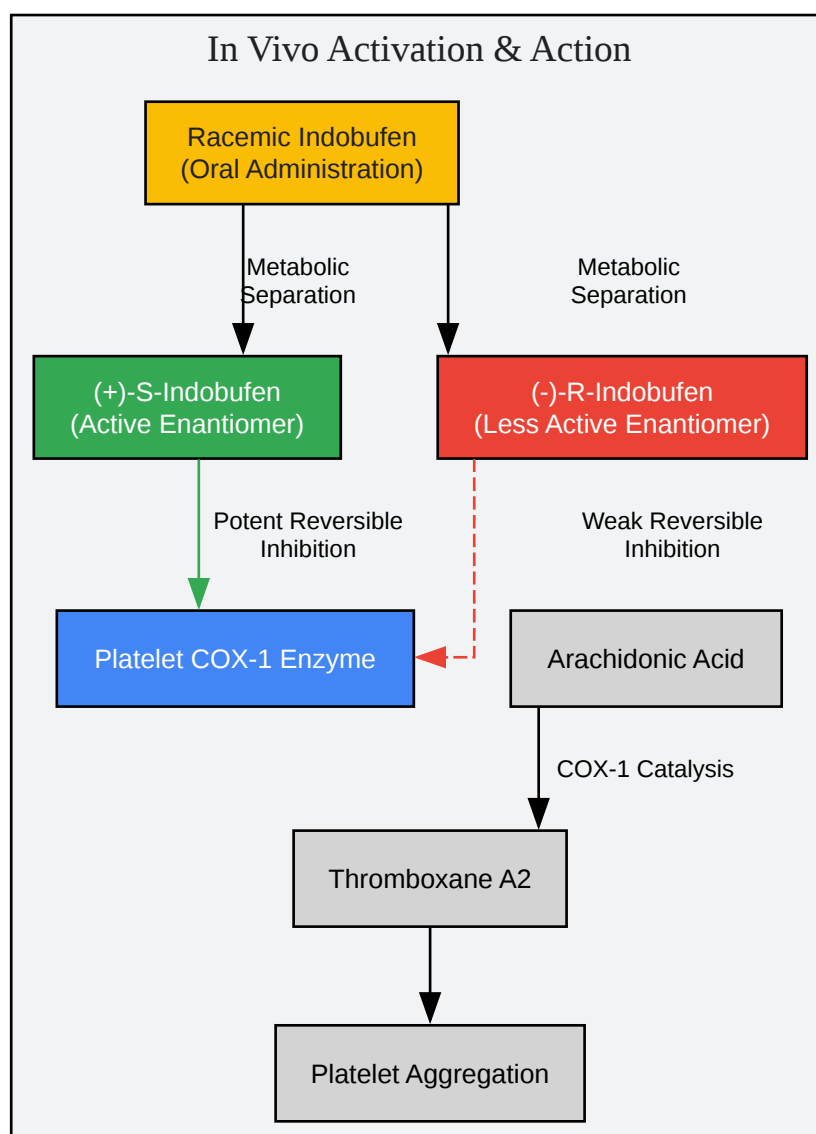 In Vivo Activation & Action
Racemic Indobufen
(Oral Administration)
Metabolic
Separation
Metabolic
Separation
(+)-S-Indobufen
(Active Enantiomer)
(-)-R-Indobufen
(Less Active Enantiomer)
Potent Reversible
Inhibition
Weak Reversible
Inhibition
Platelet COX-1 Enzyme
Arachidonic Acid
COX-1 Catalysis
Thromboxane A2
Platelet Aggregation